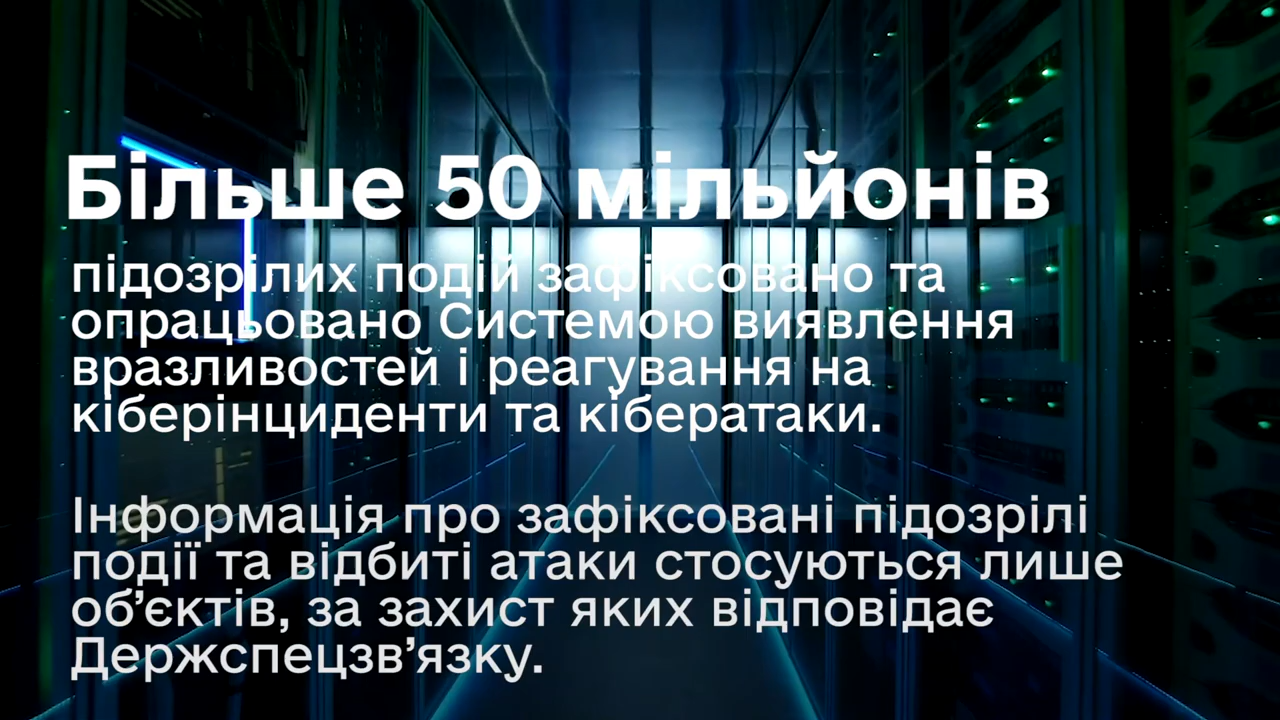 Більше 50 мільйонів
підозрілих подій зафіксовано та
опрацьовано Системою виявлення
вразливостей і реагування на
кіберінциденти та кібератаки.
Інформація про зафіксовані підозрілі
події та відбиті атаки стосуються лише
об’єктів, за захист яких відповідає
Держспецзв’язку.